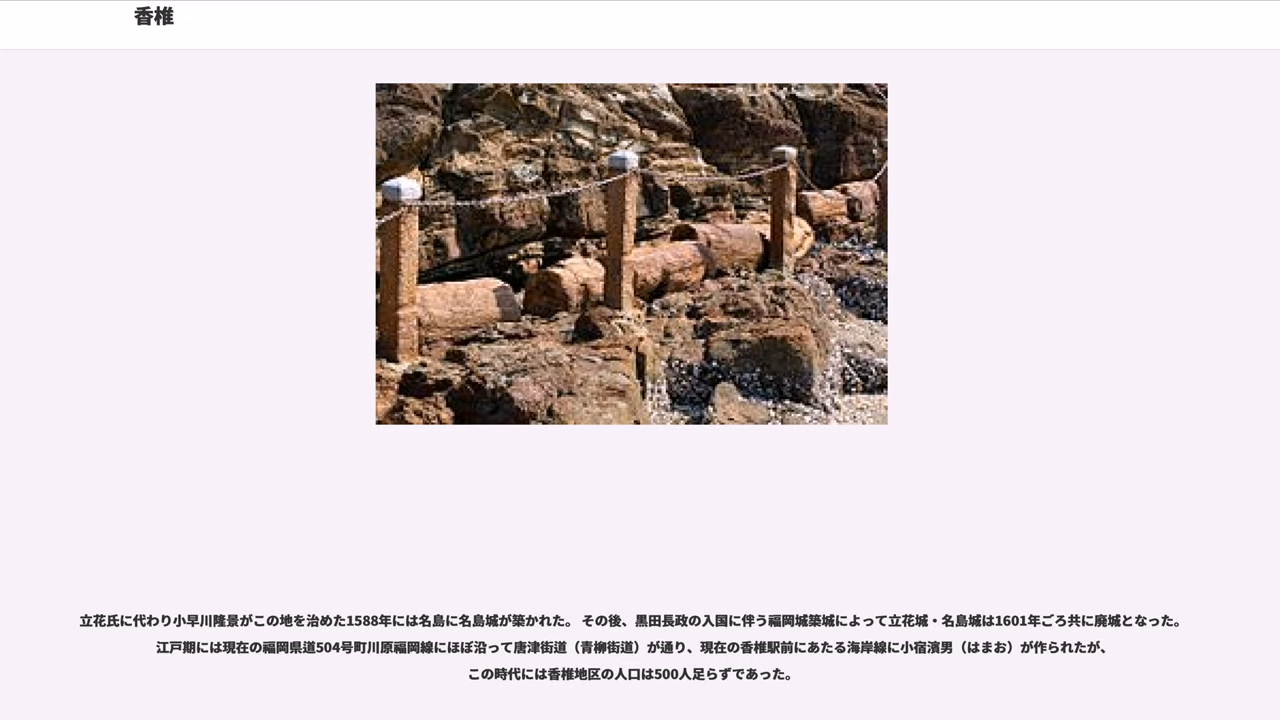 香椎
立花氏に代わり小早川隆景がこの地を治めた1588年には名島に名島城が築かれた。 その後、黒田長政の入国に伴う福岡城築城によって立花城・名島城は1601年ごろ共に廃城となった。
江戸期には現在の福岡県道504号町川原福岡線にほぼ沿って唐津街道（青柳街道）が通り、現在の香椎駅前にあたる海岸線に小宿濱男（はまお）が作られたが、
この時代には香椎地区の人口は500人足らずであった。